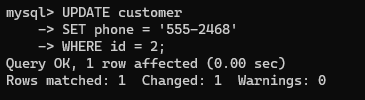 mysql> UPDATE customer
    -> SET phone = '555-2468'
    -> WHERE id = 2;
Query OK, 1 row affected (0.00 sec)
Rows matched: 1  Changed: 1  Warnings: 0